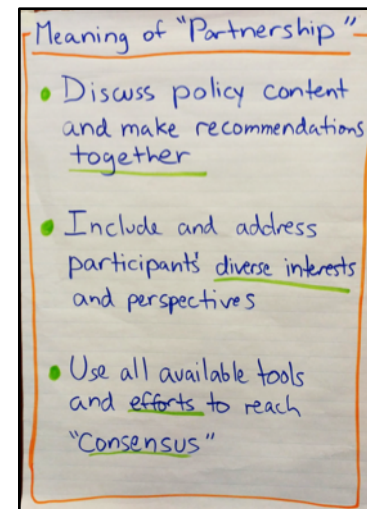 Meaning of "Partnership"
• Discuss policy content
and make recommendations
together
• Include and address
participants' diverse interests
and perspectives
• Use all available tools
and efforts to reach
"Consensus"